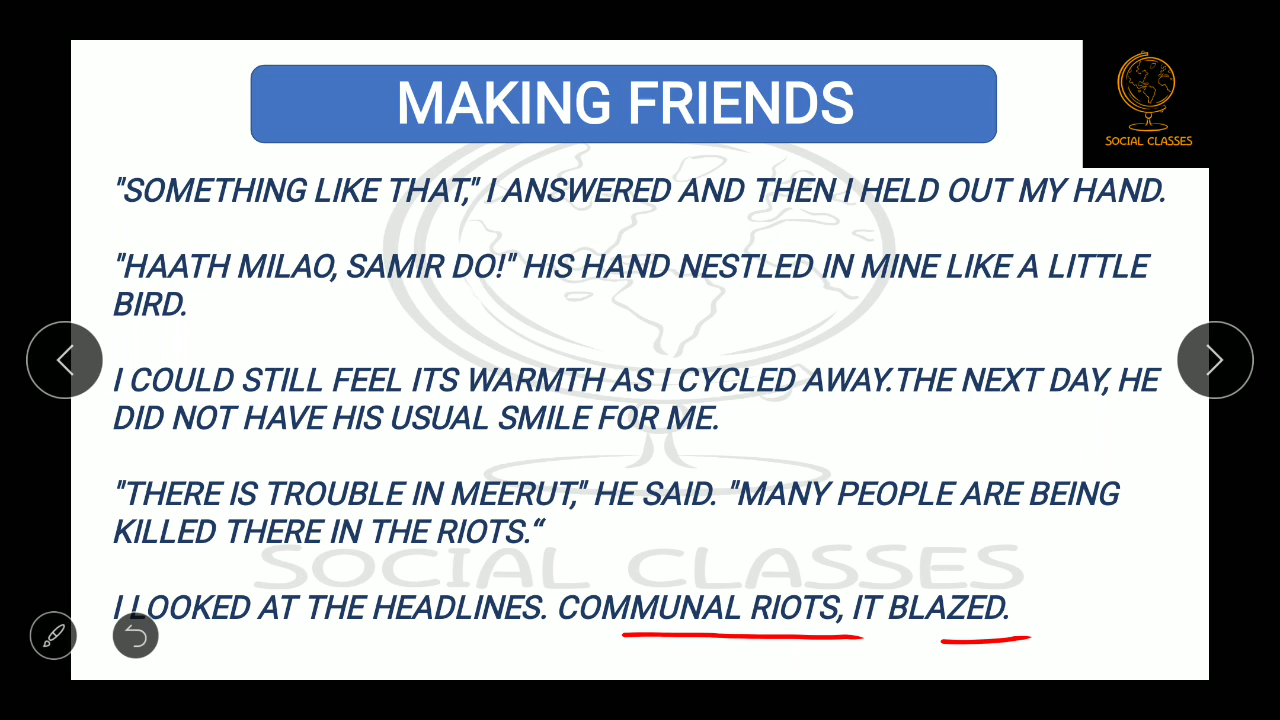 MAKING FRIENDS
SOCIAL CLASSES
"SOMETHING LIKE THAT," I ANSWERED AND THEN I HELD OUT MY HAND.
"HAATH MILAO, SAMIR DO!" HIS HAND NESTLED IN MINE LIKE A LITTLE
BIRD.
I COULD STILL FEEL ITS WARMTH AS I CYCLED AWAY.THE NEXT DAY, HE
DID NOT HAVE HIS USUAL SMILE FOR ME.
"THERE IS TROUBLE IN MEERUT," HE SAID. "MANY PEOPLE ARE BEING
KILLED THERE IN THE RIOTS.“
SOCIAL CLASSES
I LOOKED AT THE HEADLINES. COMMUNAL RIOTS, IT BLAZED.